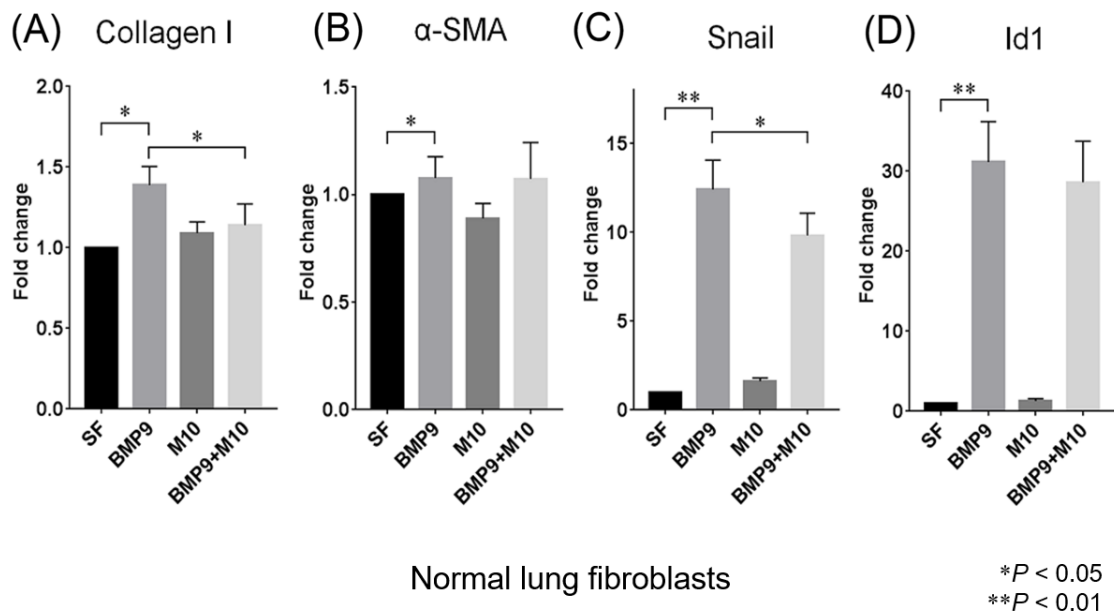 (A) Collagen I
2.0
1.5
1.0
0.5
0.0
Fold change
*
*
SF
BMP9
M10
BMP9+M10
(B) α-SMA
1.5
1.0
0.5
0.0
Fold change
*
SF
BMP9
M10
BMP9+M10
(C) Snail
15
10
5
0
Fold change
**
*
SF
BMP9
M10
BMP9+M10
(D) Id1
40
30
20
10
0
Fold change
**
SF
BMP9
M10
BMP9+M10
Normal lung fibroblasts
*P < 0.05
**P < 0.01